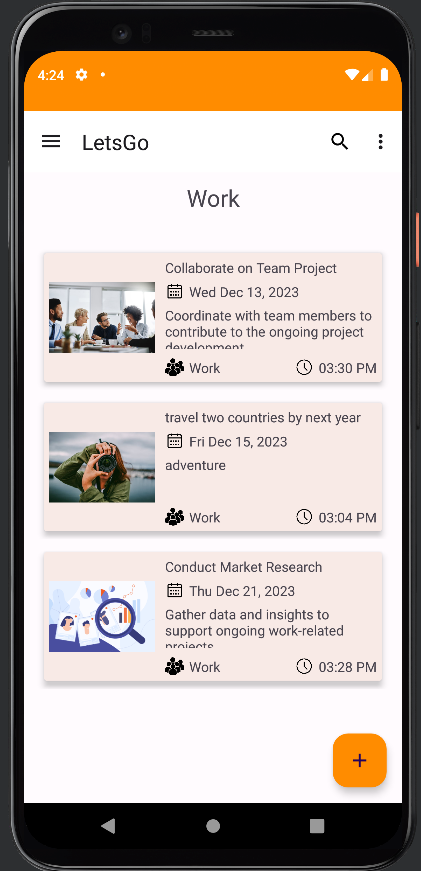 4:24
LetsGo
Work
Collaborate on Team Project
Wed Dec 13, 2023
Coordinate with team members to
contribute to the ongoing project
development
Work 03:30 PM
travel two countries by next year
Fri Dec 15, 2023
adventure
Work 03:04 PM
Conduct Market Research
Thu Dec 21, 2023
Gather data and insights to
support ongoing work-related
projects
Work 03:28 PM